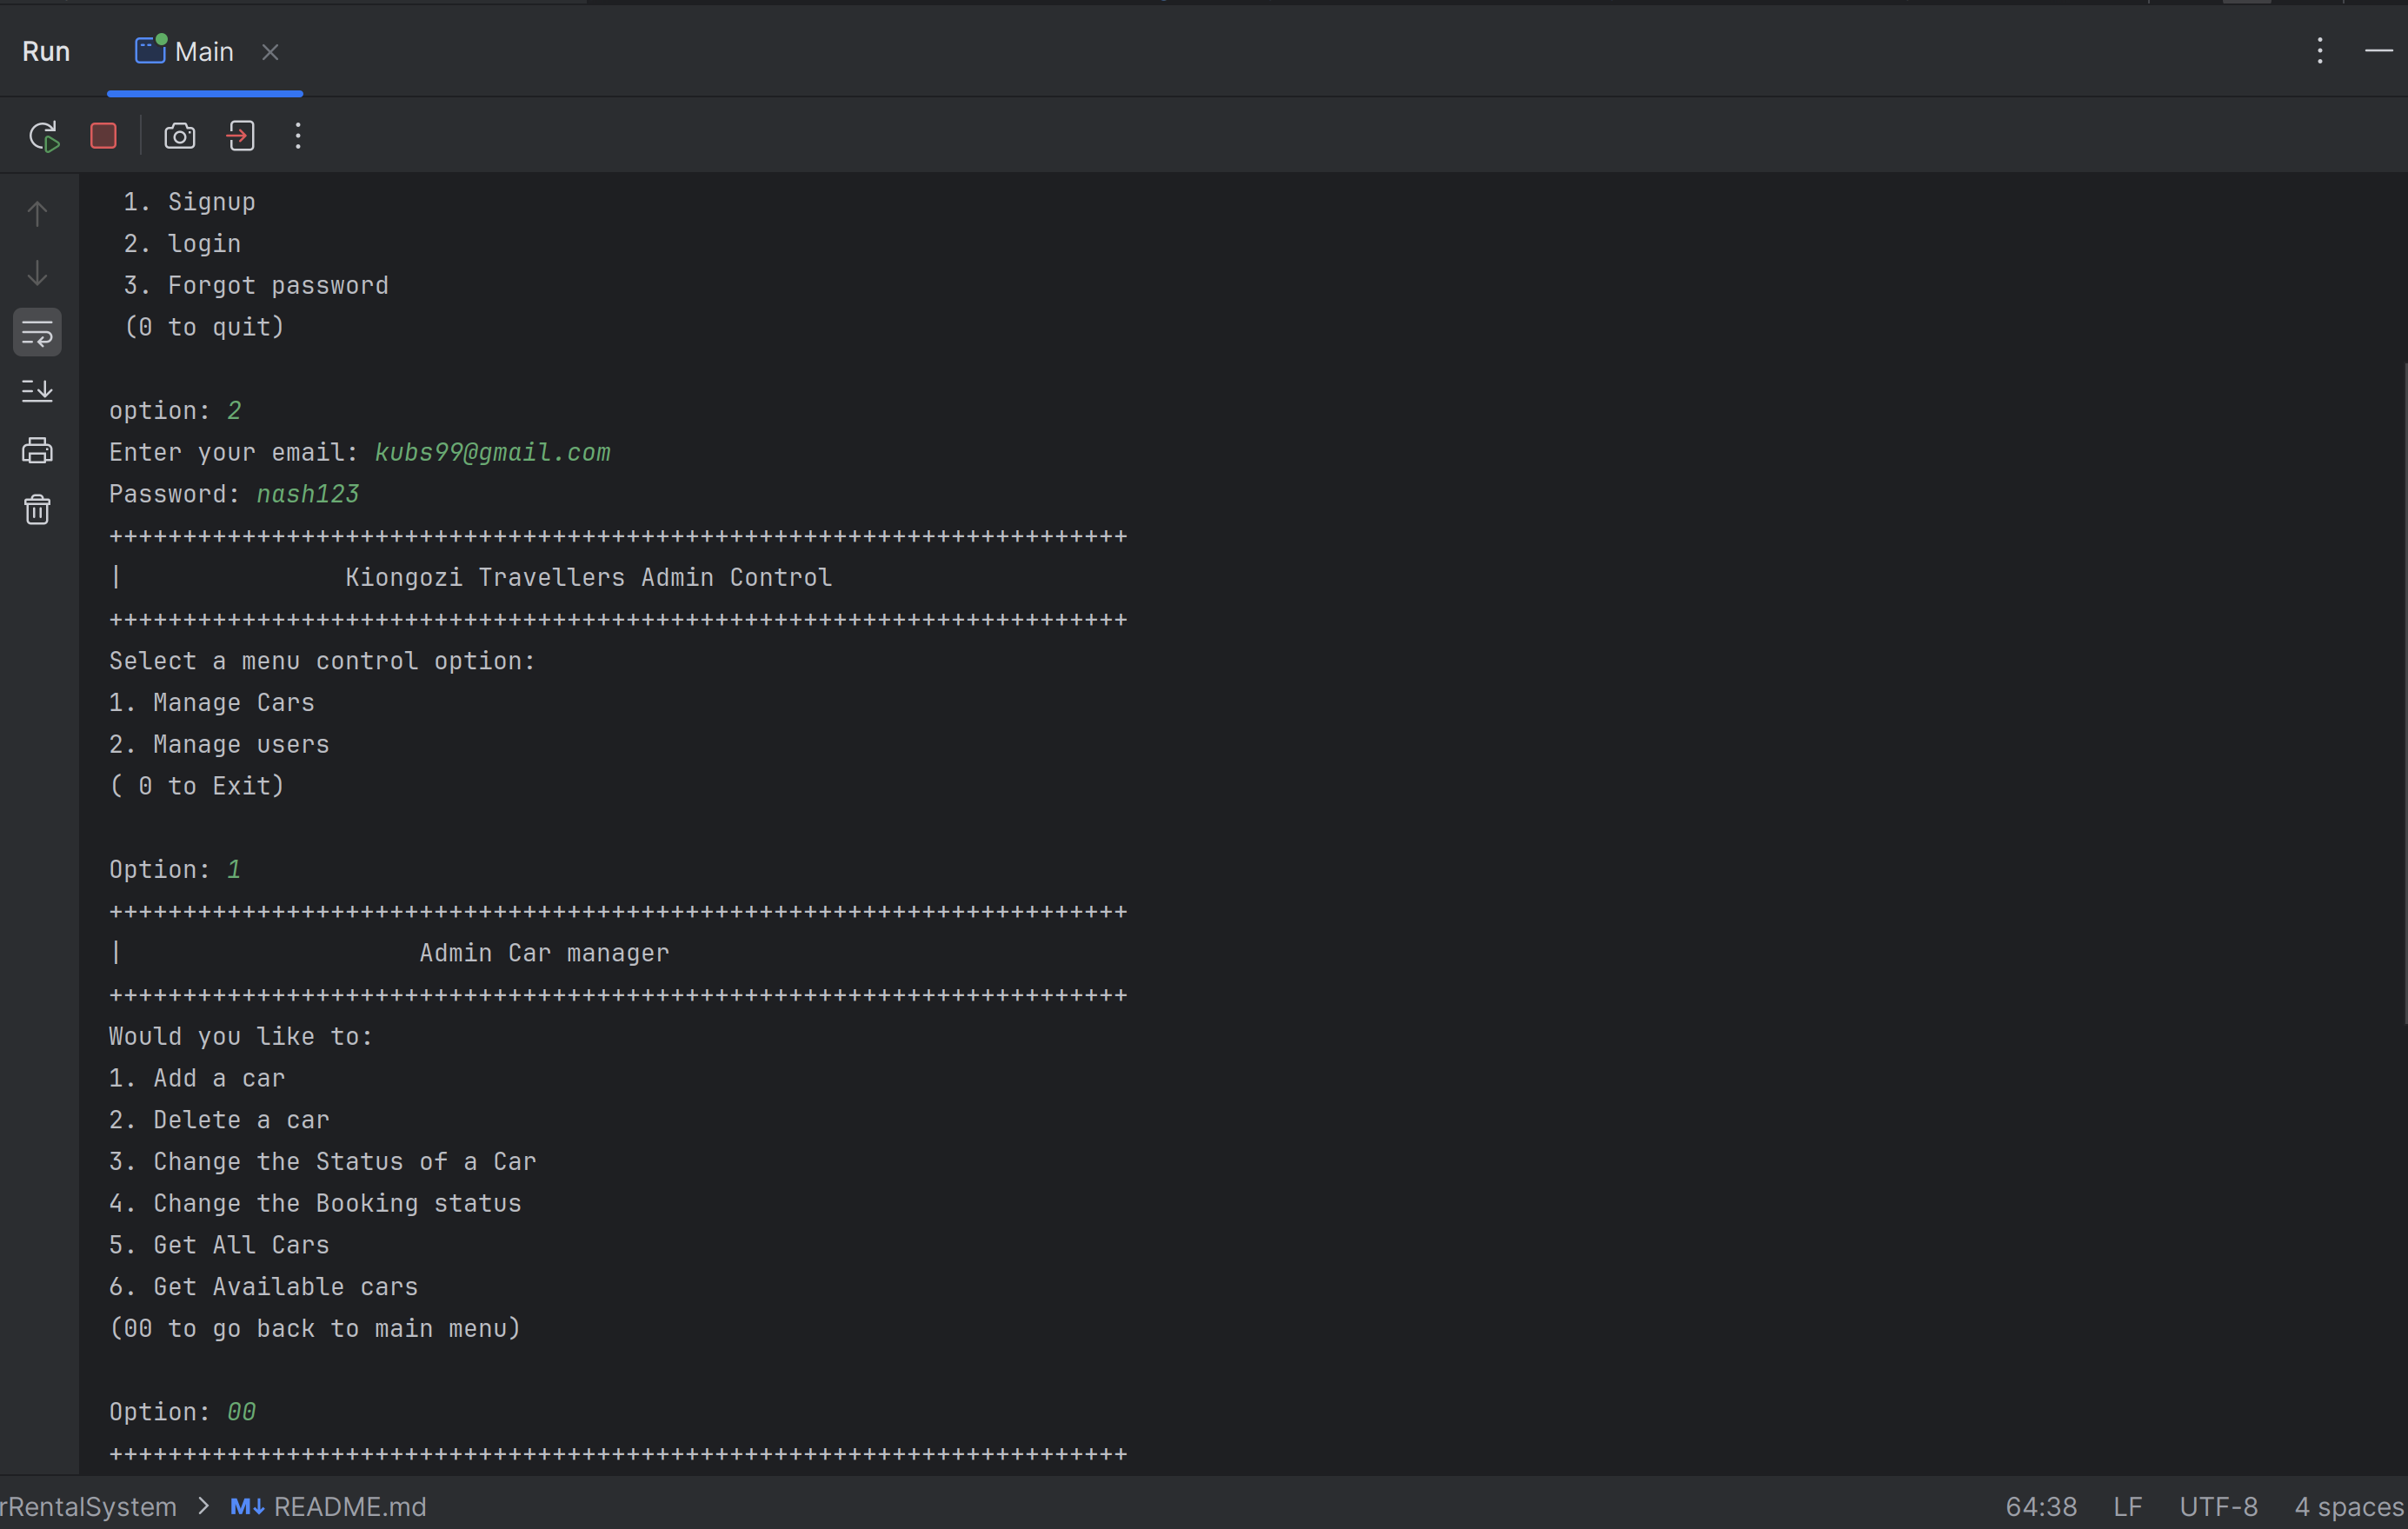 Run Main
1. Signup
2. login
3. Forgot password
(0 to quit)
option: 2
Enter your email: kubs99@gmail.com
Password: nash123
+++++++++++++++++++++++++++++++++++++++++++++++++++++++++++++++++++++
| Kiongozi Travellers Admin Control
+++++++++++++++++++++++++++++++++++++++++++++++++++++++++++++++++++++
Select a menu control option:
1. Manage Cars
2. Manage users
( 0 to Exit)
Option: 1
+++++++++++++++++++++++++++++++++++++++++++++++++++++++++++++++++++++
| Admin Car manager
+++++++++++++++++++++++++++++++++++++++++++++++++++++++++++++++++++++
Would you like to:
1. Add a car
2. Delete a car
3. Change the Status of a Car
4. Change the Booking status
5. Get All Cars
6. Get Available cars
(00 to go back to main menu)
Option: 00
+++++++++++++++++++++++++++++++++++++++++++++++++++++++++++++++++++++
rRentalSystem > M↓ README.md 64:38 LF UTF-8 4 spaces